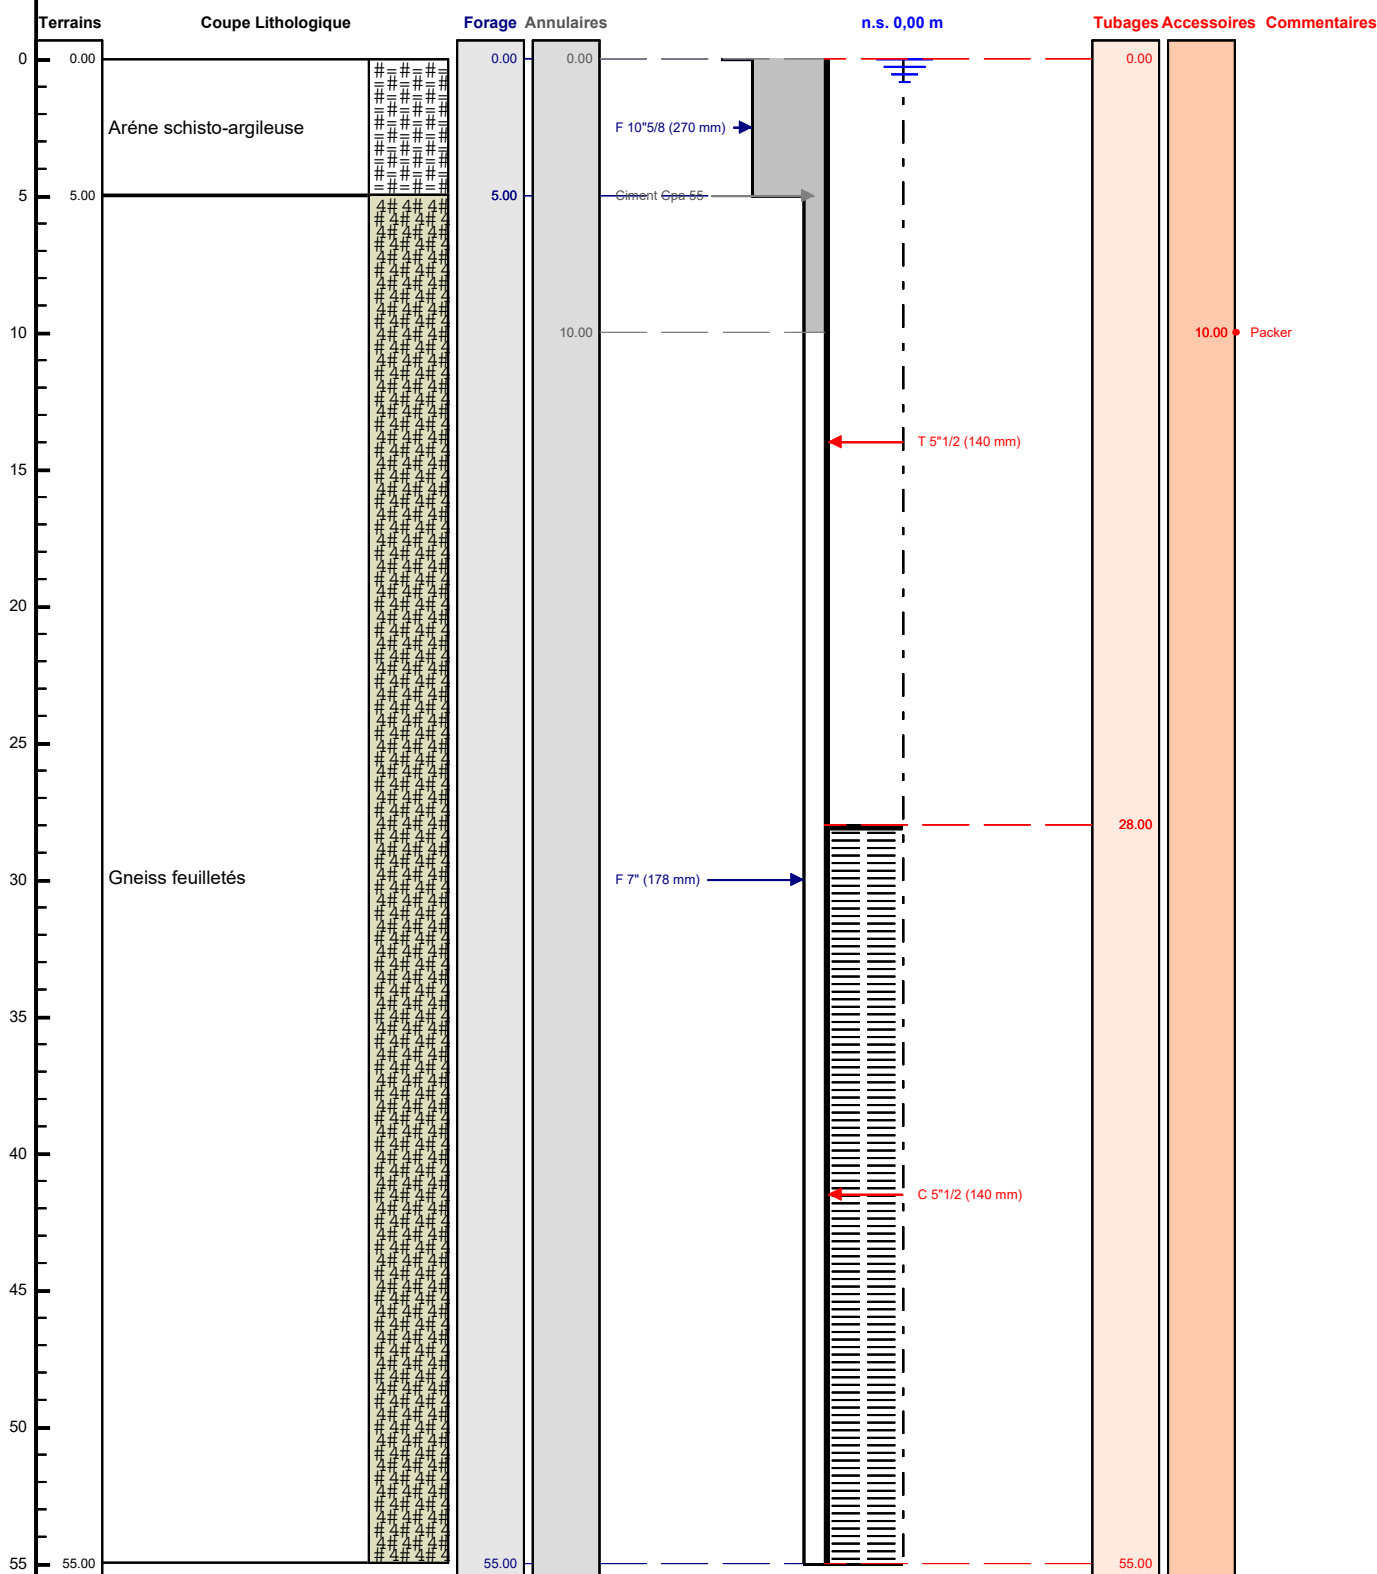 Terrains Coupe Lithologique Forage Annulaires n.s. 0,00 m Tubages Accessoires Commentaires
0 0.00 0.00 0.00 0.00
Aréne schisto-argileuse F 10"5/8 (270 mm)
5 5.00 5.00 Ciment Cpa 55
10 10.00 10.00 Packer
T 5"1/2 (140 mm)
15
20
25
28.00
30 Gneiss feuilletés F 7" (178 mm)
35
40
C 5"1/2 (140 mm)
45
50
55 55.00 55.00 55.00